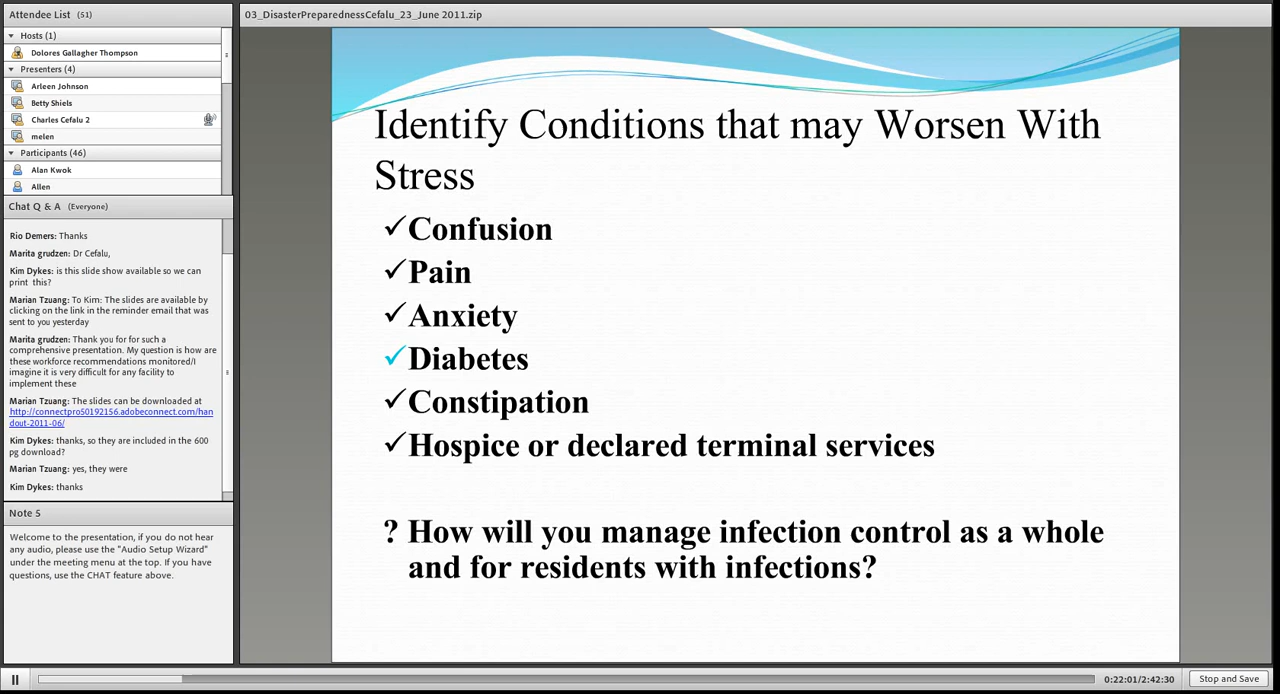 Attendee List (51)
Hosts (1)
Dolores Gallagher Thompson
Presenters (4)
Arleen Johnson
Betty Shiels
Charles Cefalu 2
melen
Participants (46)
Alan Kwok
Allen
Chat Q & A (Everyone)
Rio Demers: Thanks
Marita grudzen: Dr Cefalu,
Kim Dykes: is this slide show available so we can
print this?
Marian Tzuang: To Kim: The slides are available by
clicking on the link in the reminder email that was
sent to you yesterday
Marita grudzen: Thank you for for such a
comprehensive presentation. My question is how are
these workforce recommendations monitored/I
imagine it is very difficult for any facility to
implement these
Marian Tzuang: The slides can be downloaded at
http://connectpro50192156.adobeconnect.com/han
dout-2011-06/
Kim Dykes: thanks, so they are included in the 600
pg download?
Marian Tzuang: yes, they were
Kim Dykes: thanks
Note 5
Welcome to the presentation, if you do not hear
any audio, please use the "Audio Setup Wizard"
under the meeting menu at the top. If you have
questions, use the CHAT feature above.
03_DisasterPreparednessCefalu_23_June 2011.zip
Identify Conditions that may Worsen With
Stress
✓Confusion
✓Pain
✓Anxiety
✓Diabetes
✓Constipation
✓Hospice or declared terminal services
? How will you manage infection control as a whole
and for residents with infections?
0:22:01/2:42:30
Stop and Save